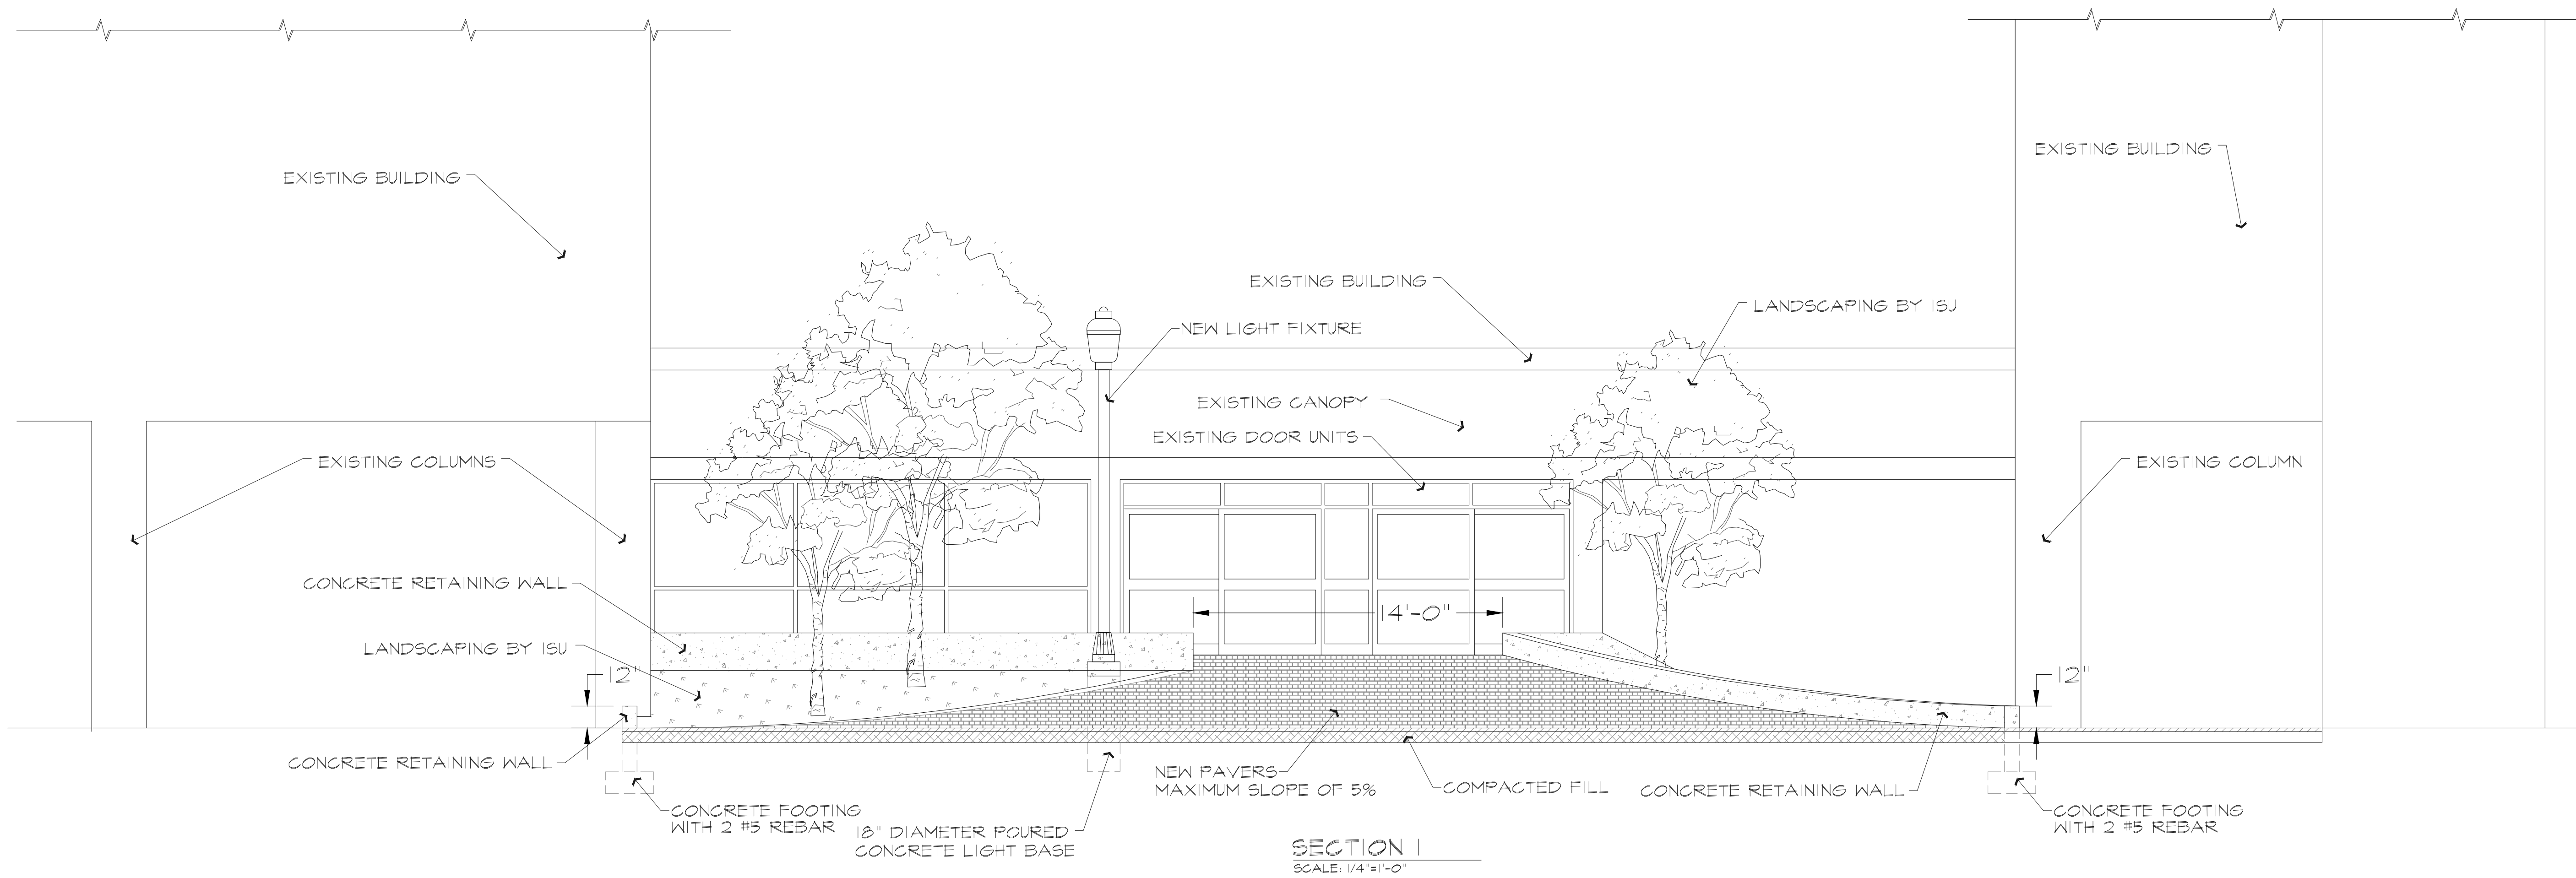 EXISTING BUILDING
EXISTING BUILDING
EXISTING BUILDING
LANDSCAPING BY ISU
NEW LIGHT FIXTURE
EXISTING CANOPY
EXISTING DOOR UNITS
EXISTING COLUMNS
EXISTING COLUMN
CONCRETE RETAINING WALL
14'-0"
LANDSCAPING BY ISU
12"
12"
CONCRETE RETAINING WALL
NEW PAVERS
MAXIMUM SLOPE OF 5%
COMPACTED FILL
CONCRETE RETAINING WALL
CONCRETE FOOTING
WITH 2 #5 REBAR
18" DIAMETER POURED
CONCRETE LIGHT BASE
CONCRETE FOOTING
WITH 2 #5 REBAR
SECTION 1
SCALE: 1/4"=1'-0"